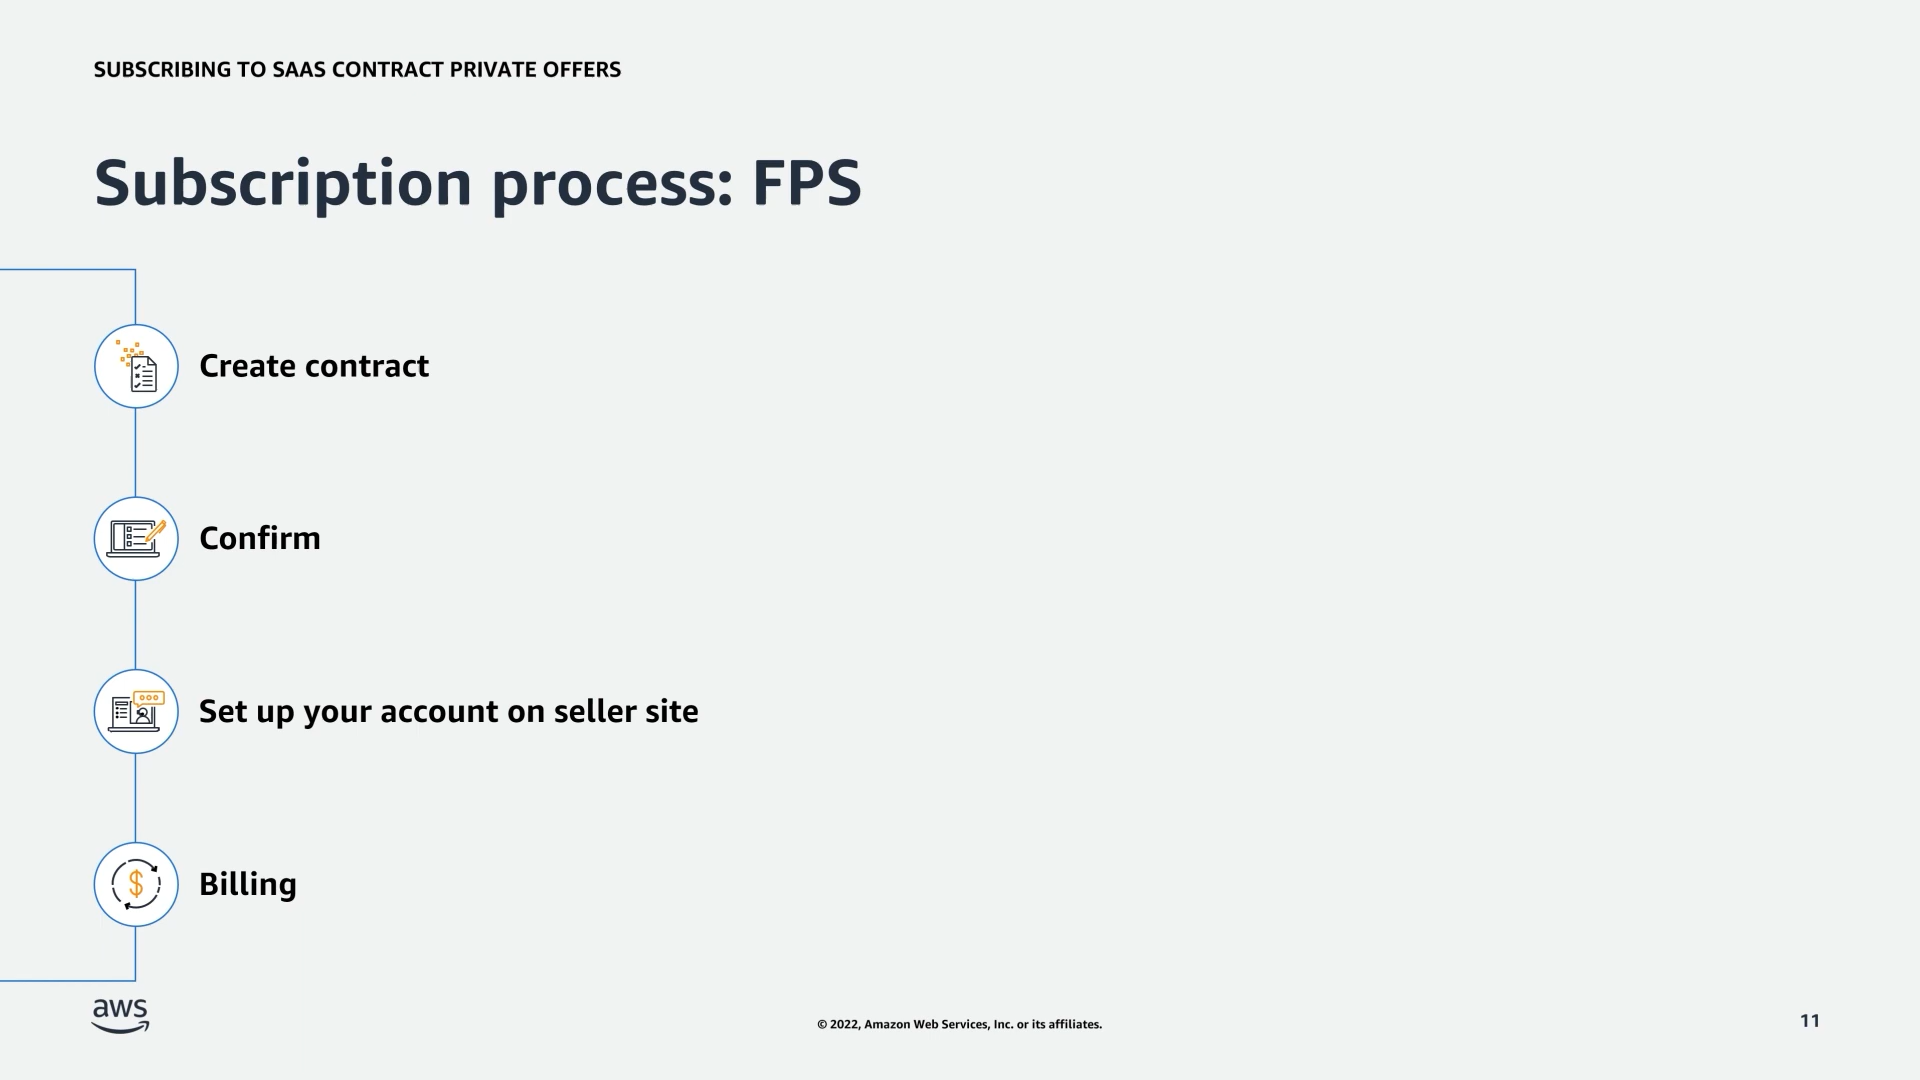 SUBSCRIBING TO SAAS CONTRACT PRIVATE OFFERS
Subscription process: FPS
Create contract
Confirm
Set up your account on seller site
Billing
aws
© 2022, Amazon Web Services, Inc. or its affiliates.
11